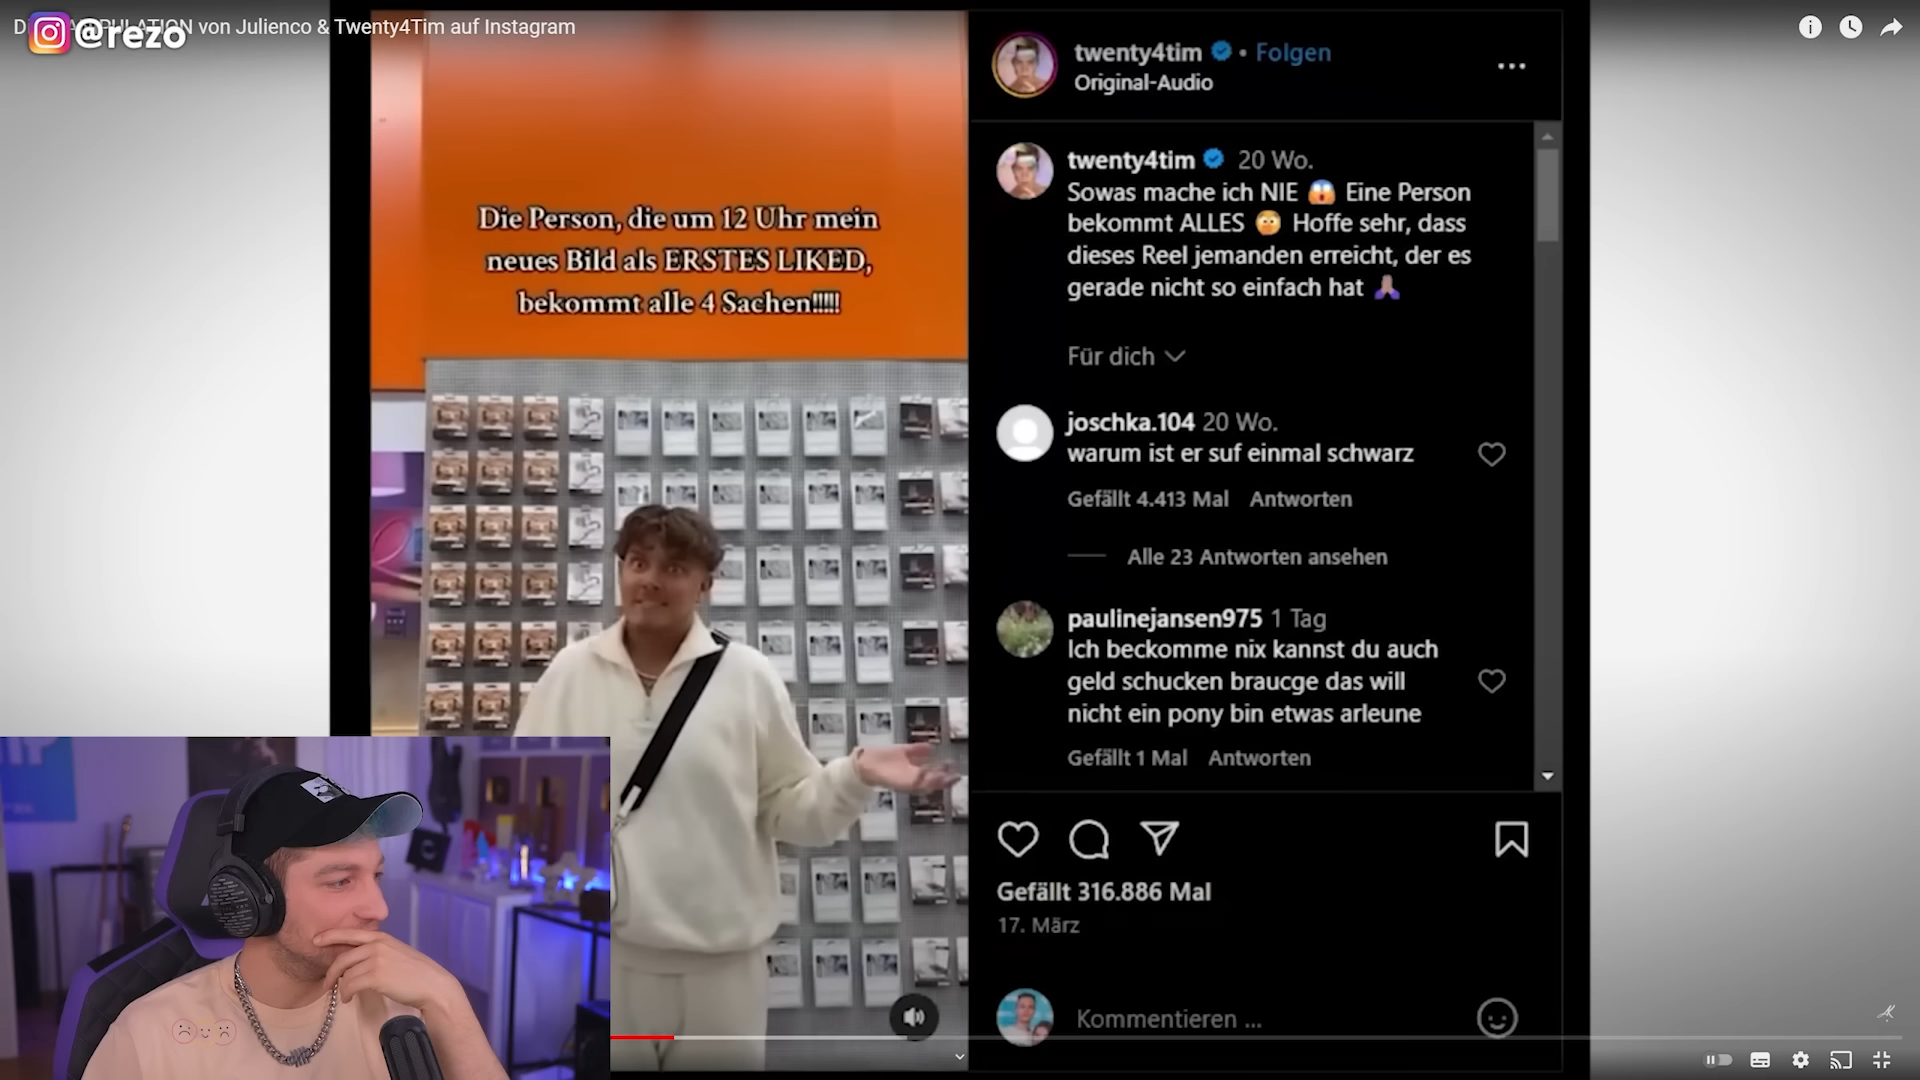 @rezo
von Julienco & Twenty4Tim auf Instagram
Die Person, die um 12 Uhr mein
neues Bild als ERSTES LIKED,
bekommt alle 4 Sachen!!!!!
twenty4tim • Folgen
Original-Audio
twenty4tim 20 Wo.
Sowas mache ich NIE 😱 Eine Person
bekommt ALLES 🫣 Hoffe sehr, dass
dieses Reel jemanden erreicht, der es
gerade nicht so einfach hat 🙏🏽
Für dich
joschka.104 20 Wo.
warum ist er suf einmal schwarz
Gefällt 4.413 Mal Antworten
Alle 23 Antworten ansehen
paulinejansen975 1 Tag
Ich beckomme nix kannst du auch
geld schucken braucge das will
nicht ein pony bin etwas arleune
Gefällt 1 Mal Antworten
Gefällt 316.886 Mal
17. März
Kommentieren ...